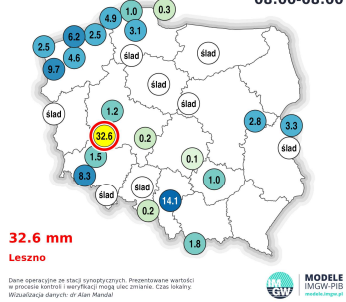 08:00-08:00
1.0
0.3
4.9
3.1
6.2
2.5
2.5
4.6
ślad
ślad
9.7
ślad
ślad
ślad
1.2
2.8
3.3
32.6
0.2
ślad
1.5
0.1
8.3
1.0
ślad
ślad
14.1
0.2
1.8
32.6 mm
Leszno
Dane operacyjne ze stacji synoptycznych. Prezentowane wartości
w procesie kontroli i weryfikacji mogą ulec zmianie. Czas lokalny.
Wizualizacja danych: dr Alan Mandal
IM
GW
MODELE
IMGW-PIB
modele.imgw.pl